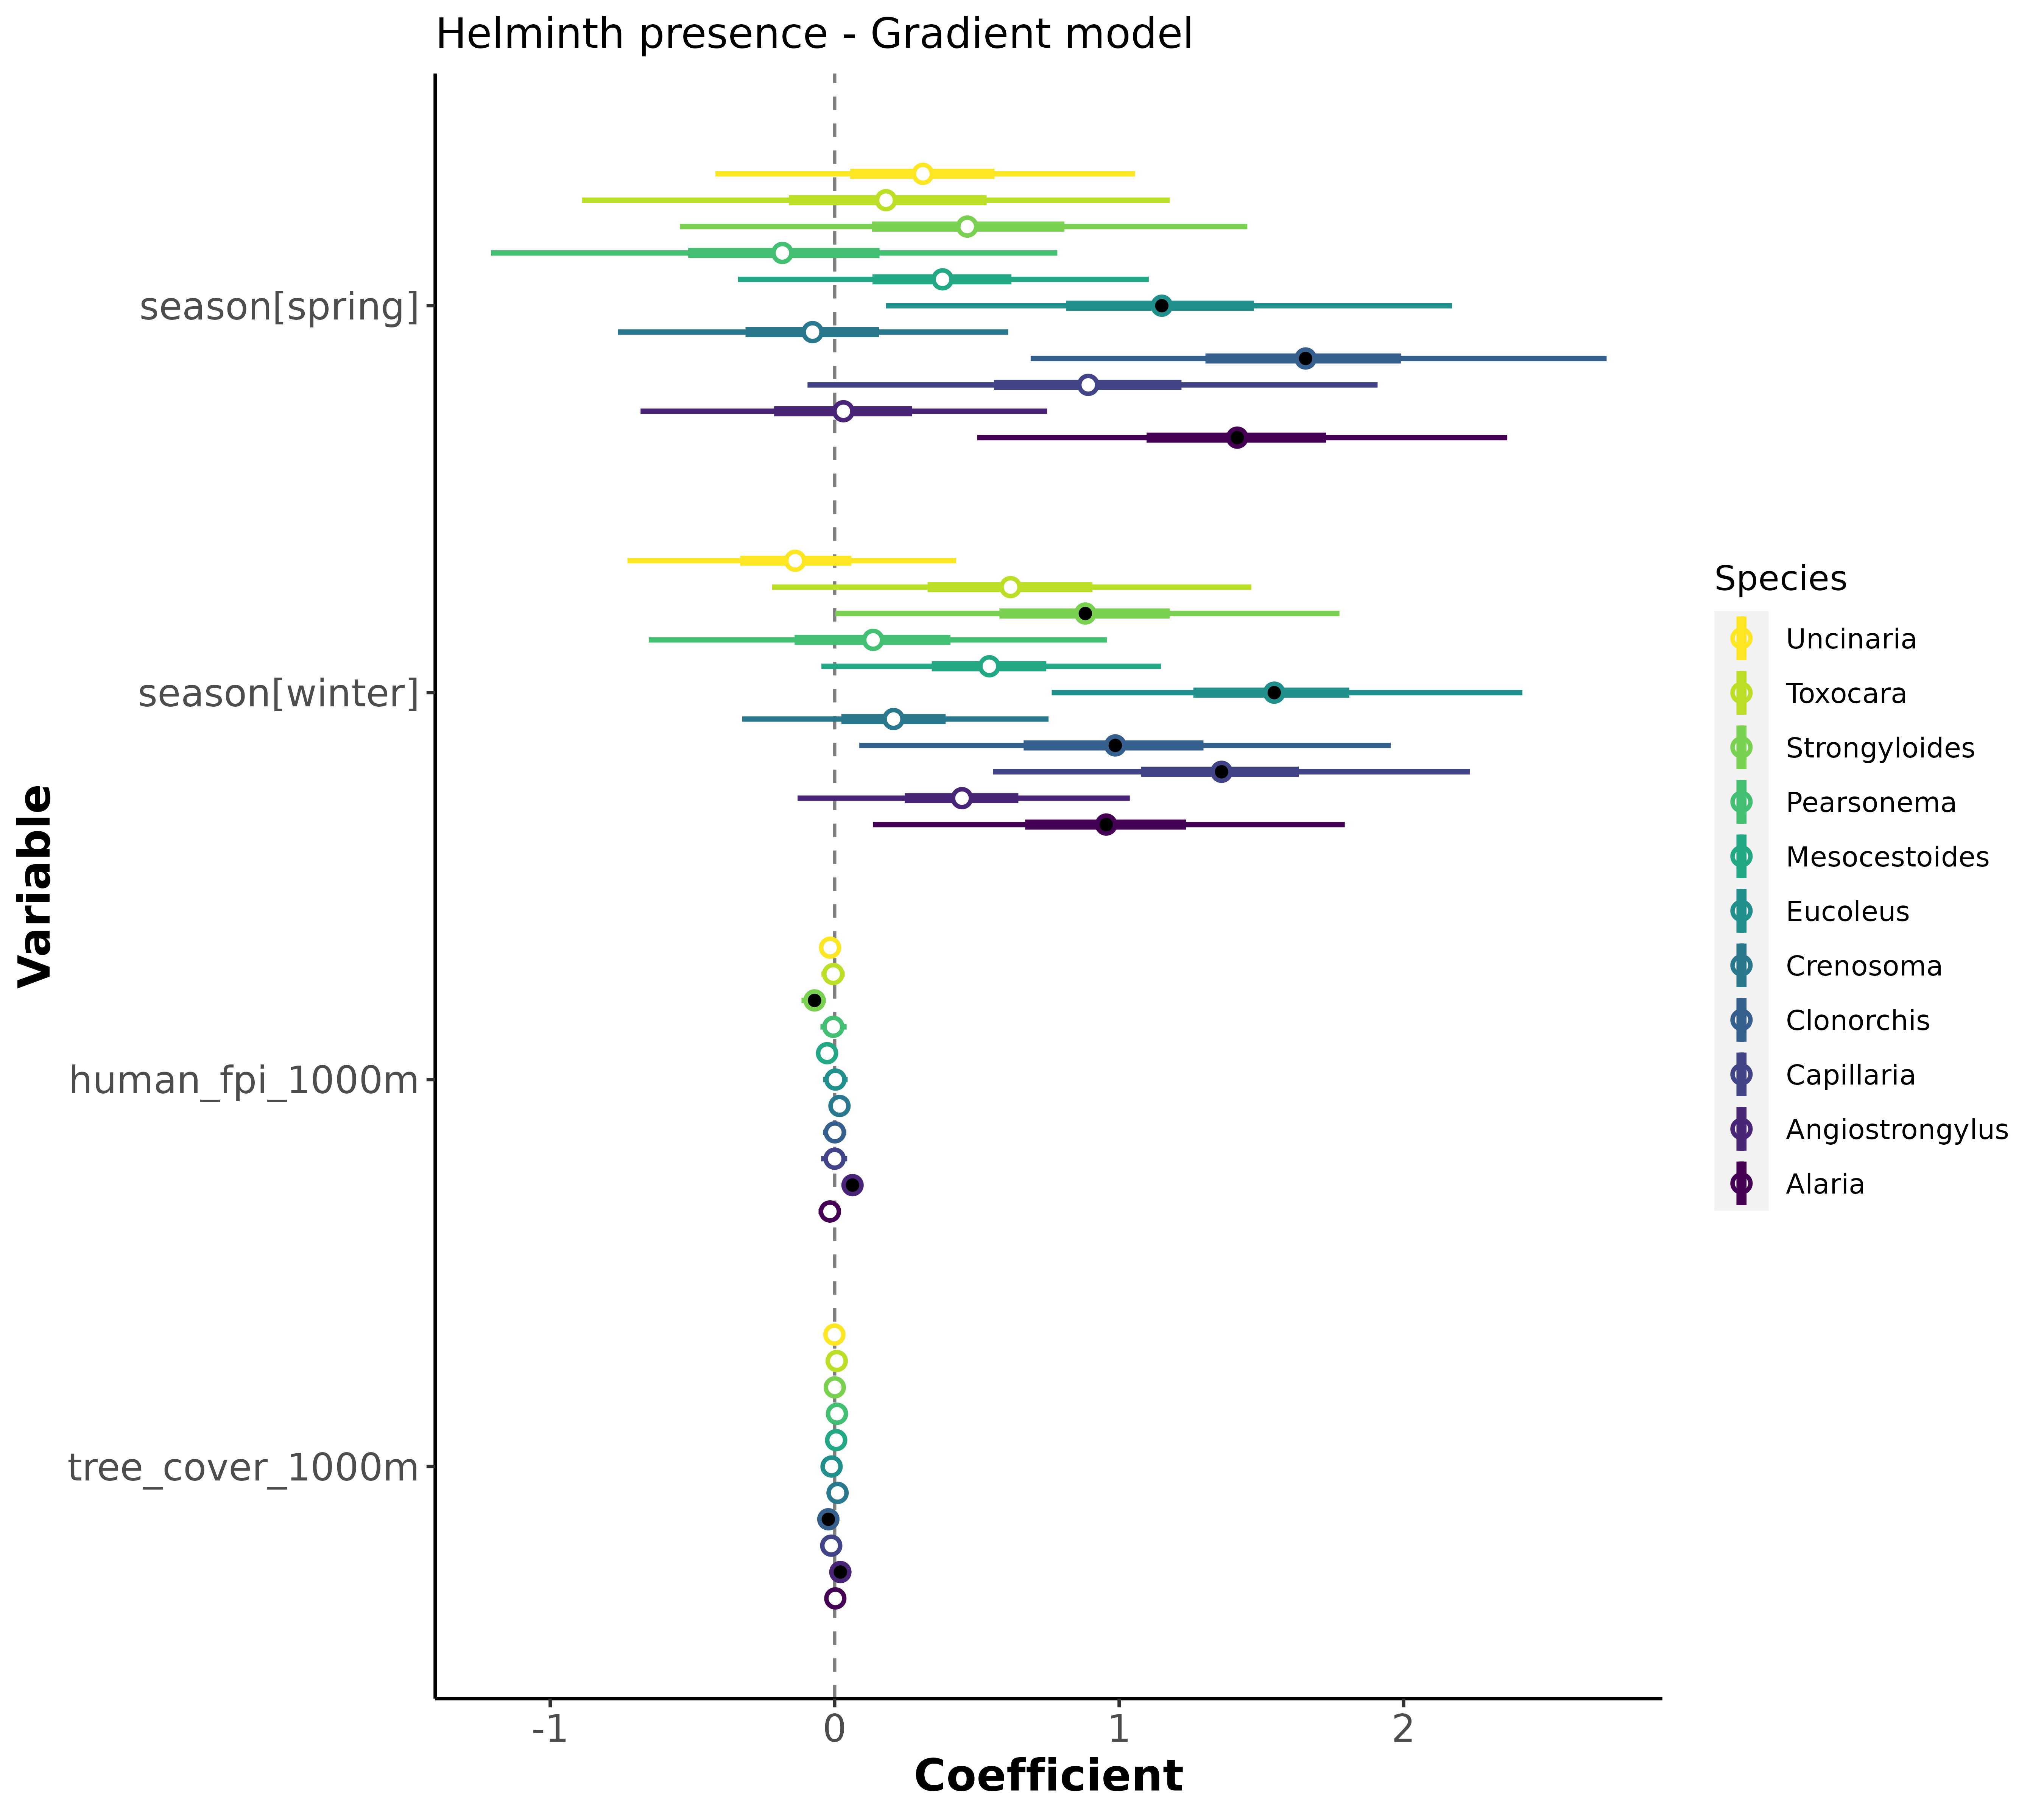 Helminth presence - Gradient model
Variable
season[spring]
season[winter]
human_fpi_1000m
tree_cover_1000m
-1
0
1
2
Coefficient
Species
Uncinaria
Toxocara
Strongyloides
Pearsonema
Mesocestoides
Eucoleus
Crenosoma
Clonorchis
Capillaria
Angiostrongylus
Alaria